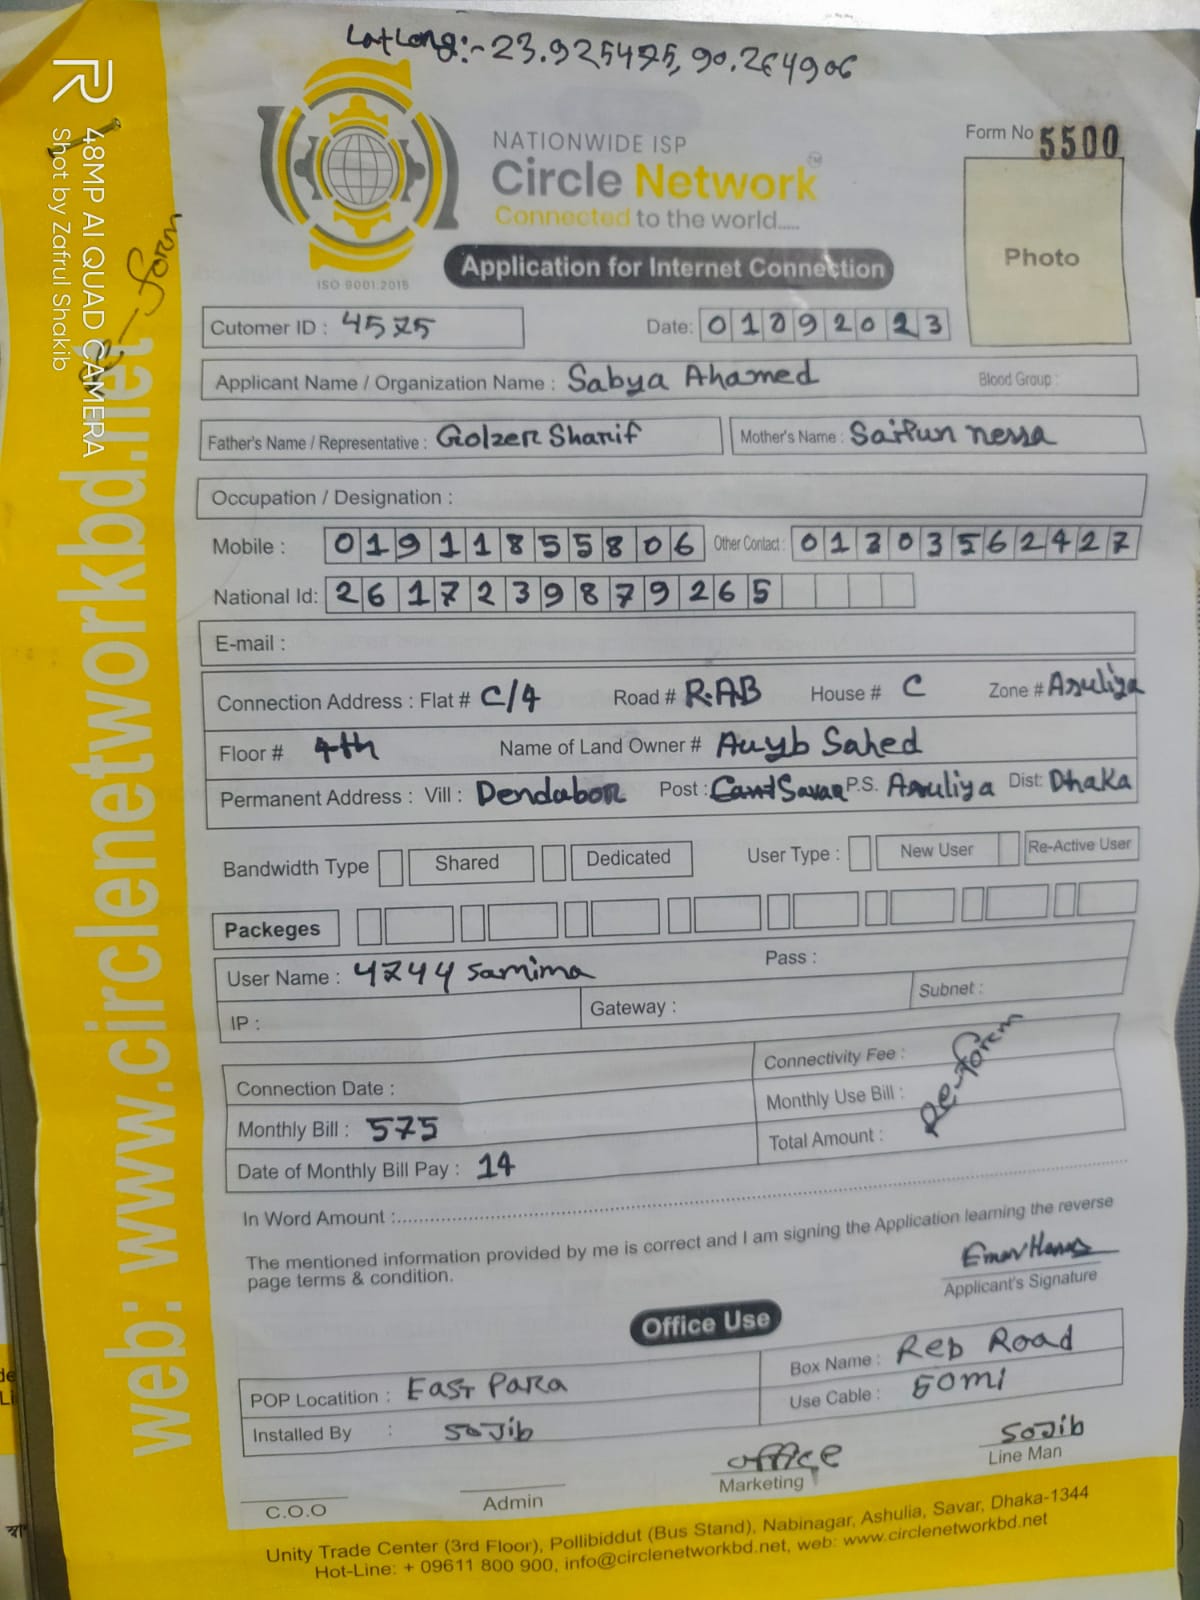 LatLong:-23.925475, 90.264906
NATIONWIDE ISP
Circle Network
TM
Connected to the world.....
ISO 9001.2015
Form No 5500
Photo
Application for Internet Connection
Cutomer ID : 4575
Date: 01092023
Applicant Name / Organization Name : Sabya Ahamed Blood Group :
Father's Name / Representative : Golzer Sharif Mother's Name : Saifun nessa
Occupation / Designation :
Mobile : 01911855806 Other Contact : 01303562427
National Id: 2617239879265
E-mail :
Connection Address : Flat # C/4 Road # R.AB House # C Zone # Asuliya
Floor # 4th Name of Land Owner # Auyb Sahed
Permanent Address : Vill : Dendabor Post : Cant Savar P.S. Asuliya Dist: Dhaka
Bandwidth Type Shared Dedicated User Type : New User Re-Active User
Packeges
User Name : 4744 Samima Pass :
IP : Gateway : Subnet :
Connection Date : Connectivity Fee :
Monthly Bill : 575 Monthly Use Bill :
Re-forem
Date of Monthly Bill Pay : 14 Total Amount :
In Word Amount :
The mentioned information provided by me is correct and I am signing the Application learning the reverse
page terms & condition.
Applicant's Signature
Office Use
POP Locatition : EAST PARA Box Name : Reb Road
Installed By : Sojib Use Cable : 50mi
office Sojib
C.O.O Admin Marketing Line Man
Unity Trade Center (3rd Floor), Pollibiddut (Bus Stand), Nabinagar, Ashulia, Savar, Dhaka-1344
Hot-Line: + 09611 800 900, info@circlenetworkbd.net, web: www.circlenetworkbd.net
web: www.circlenetworkbd.net
48MP AI QUAD CAMERA
Shot by Zafrul Shakib